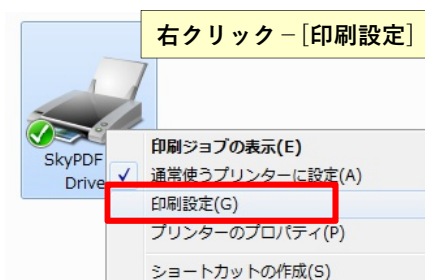 右クリック－[印刷設定]
SkyPDF
Drive
印刷ジョブの表示(E)
✓ 通常使うプリンターに設定(A)
印刷設定(G)
プリンターのプロパティ(P)
ショートカットの作成(S)